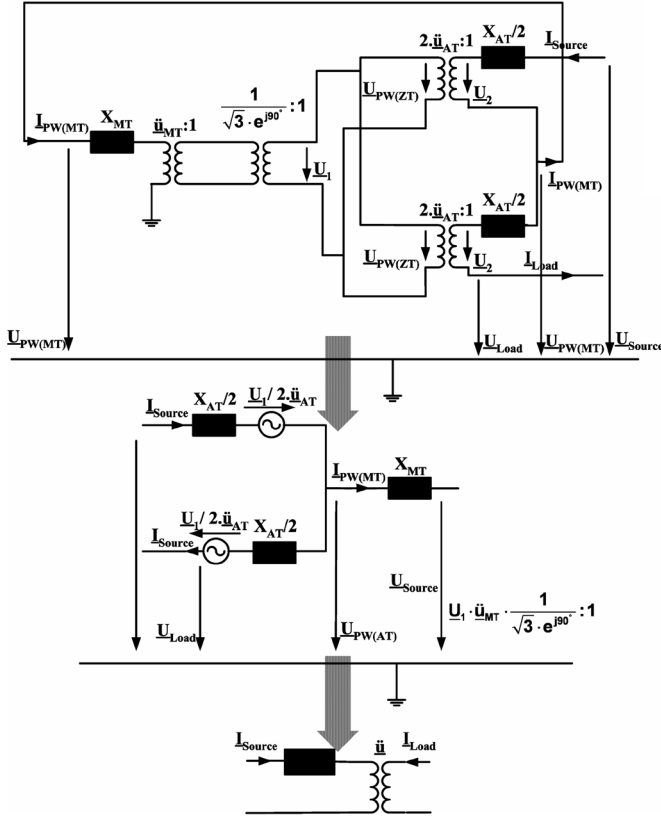 2.ü_AT:1
X_AT/2
I_Source
1
√3·e^j90° :1
U_PW(ZT)
U_2
I_PW(MT)
X_MT
ü_MT:1
U_1
I_PW(MT)
2.ü_AT:1
X_AT/2
U_PW(ZT)
U_2
I_Load
U_PW(MT)
U_Load
U_PW(MT)
U_Source
I_Source
X_AT/2
U_1/ 2.ü_AT
I_PW(MT)
X_MT
U_1/ 2.ü_AT
I_Source
X_AT/2
U_Source
U_1·ü_MT· 1
√3·e^j90° :1
U_Load
U_PW(AT)
I_Source
ü
I_Load